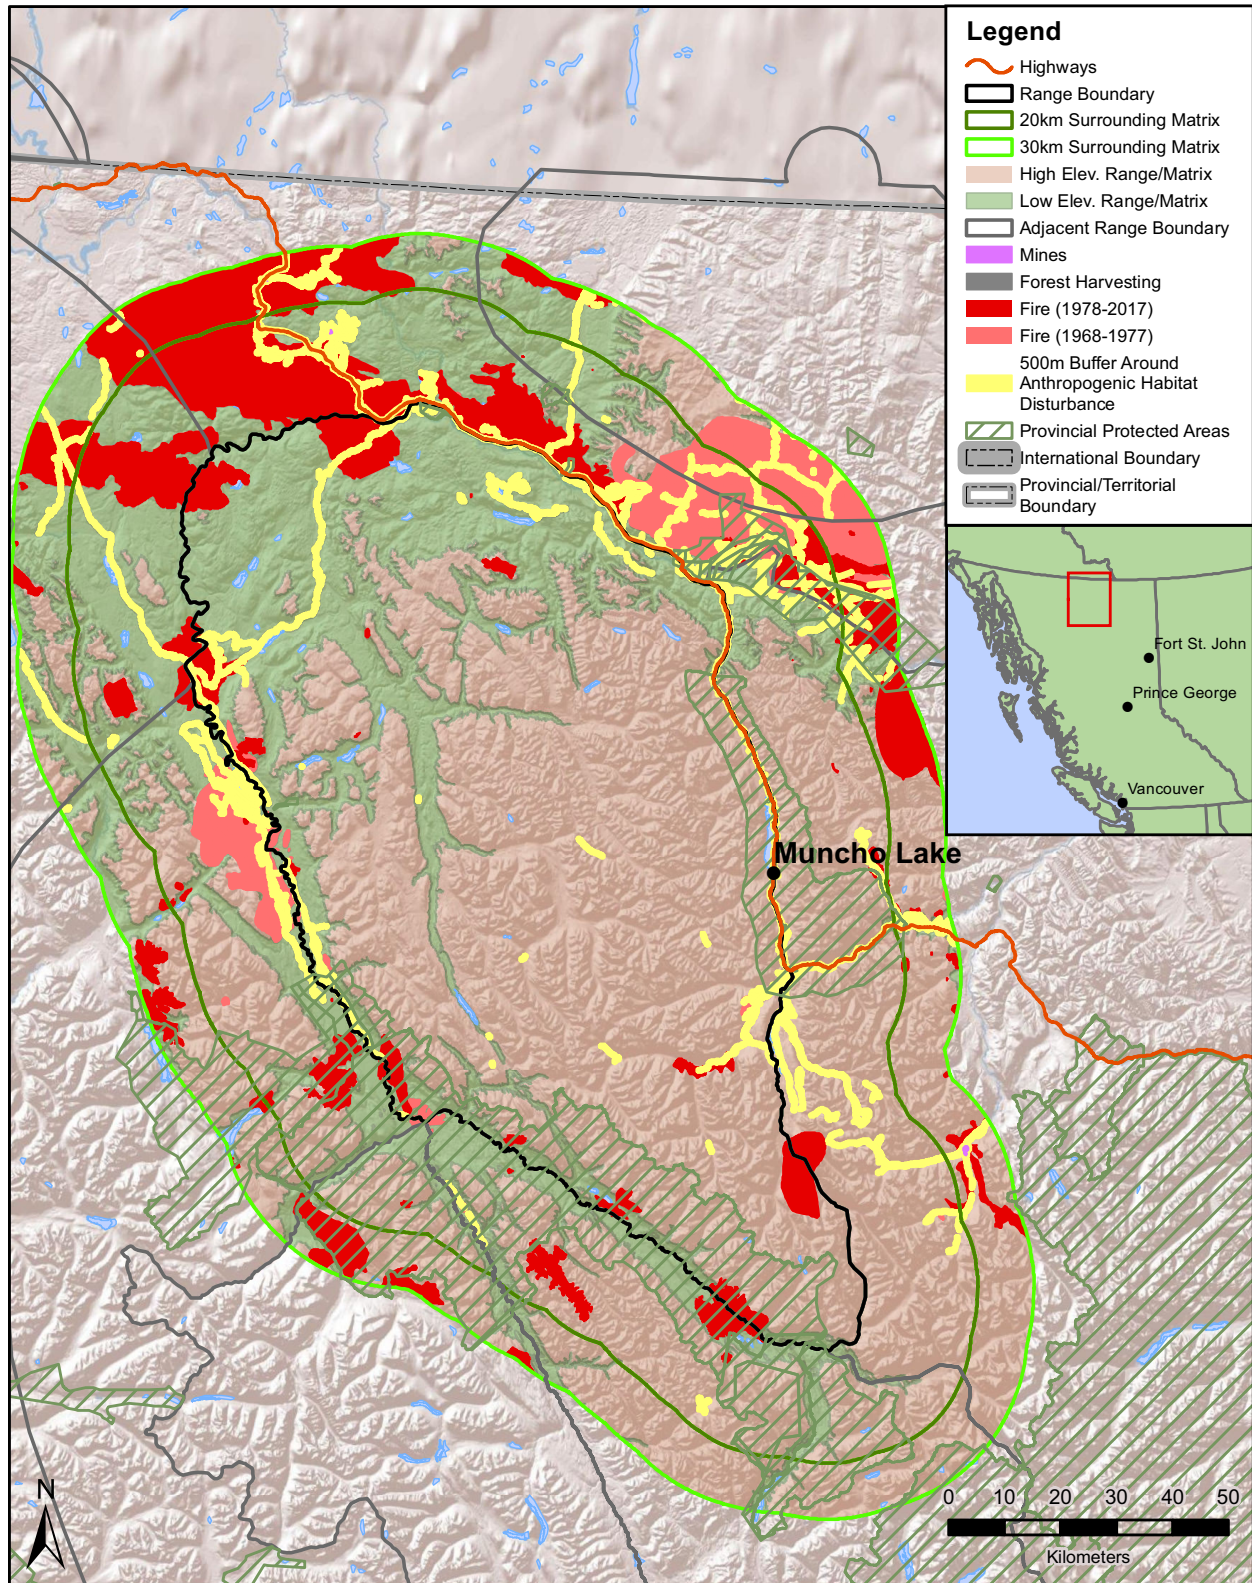 Legend
Highways
Range Boundary
20km Surrounding Matrix
30km Surrounding Matrix
High Elev. Range/Matrix
Low Elev. Range/Matrix
Adjacent Range Boundary
Mines
Forest Harvesting
Fire (1978-2017)
Fire (1968-1977)
500m Buffer Around
Anthropogenic Habitat
Disturbance
Provincial Protected Areas
International Boundary
Provincial/Territorial
Boundary
Fort St. John
Prince George
Vancouver
Muncho Lake
N
0 10 20 30 40 50
Kilometers